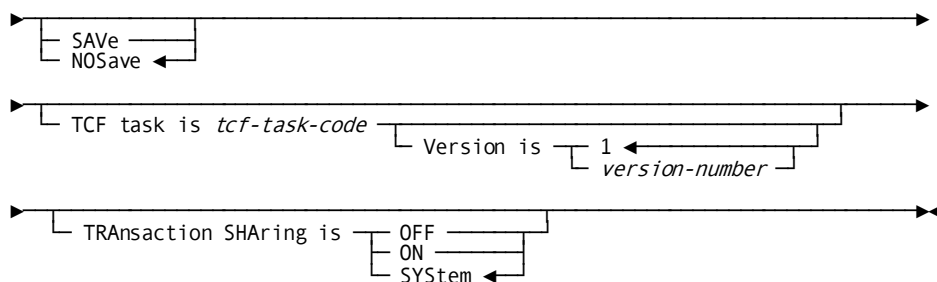 SAVe
NOSave
TCF task is tcf-task-code
Version is 1
version-number
TRAnsaction SHAring is OFF
ON
SYStem